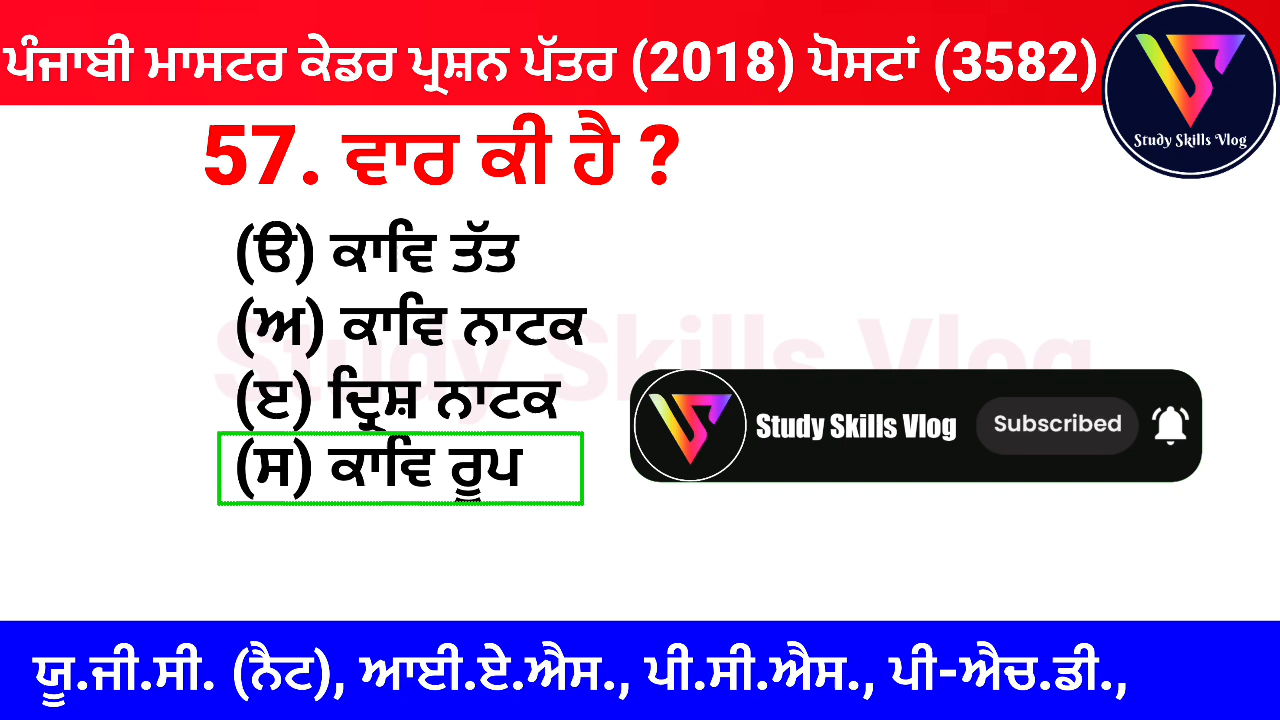 ਪੰਜਾਬੀ ਮਾਸਟਰ ਕੇਡਰ ਪ੍ਰਸ਼ਨ ਪੱਤਰ (2018) ਪੋਸਟਾਂ (3582)
Study Skills Vlog
57. ਵਾਰ ਕੀ ਹੈ ?
(ੳ) ਕਾਵਿ ਤੱਤ
(ਅ) ਕਾਵਿ ਨਾਟਕ
Study Skills Vlog
(ੲ) ਦ੍ਰਿਸ਼ ਨਾਟਕ
Study Skills Vlog Subscribed
(ਸ) ਕਾਵਿ ਰੂਪ
ਯੂ.ਜੀ.ਸੀ. (ਨੈਟ), ਆਈ.ਏ.ਐਸ., ਪੀ.ਸੀ.ਐਸ., ਪੀ-ਐਚ.ਡੀ.,